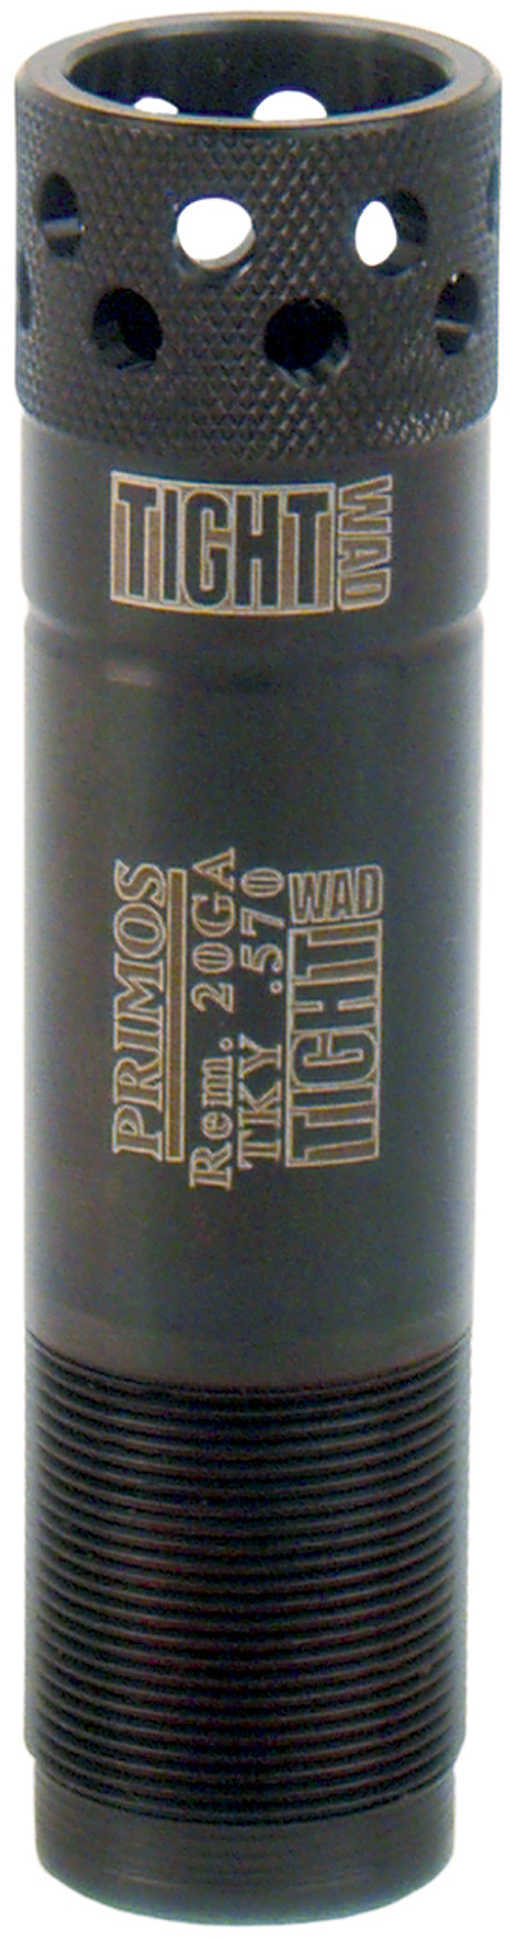 TIGHT WAD
PRIMOS
Rem. 20GA
TKY .570
TIGHT WAD